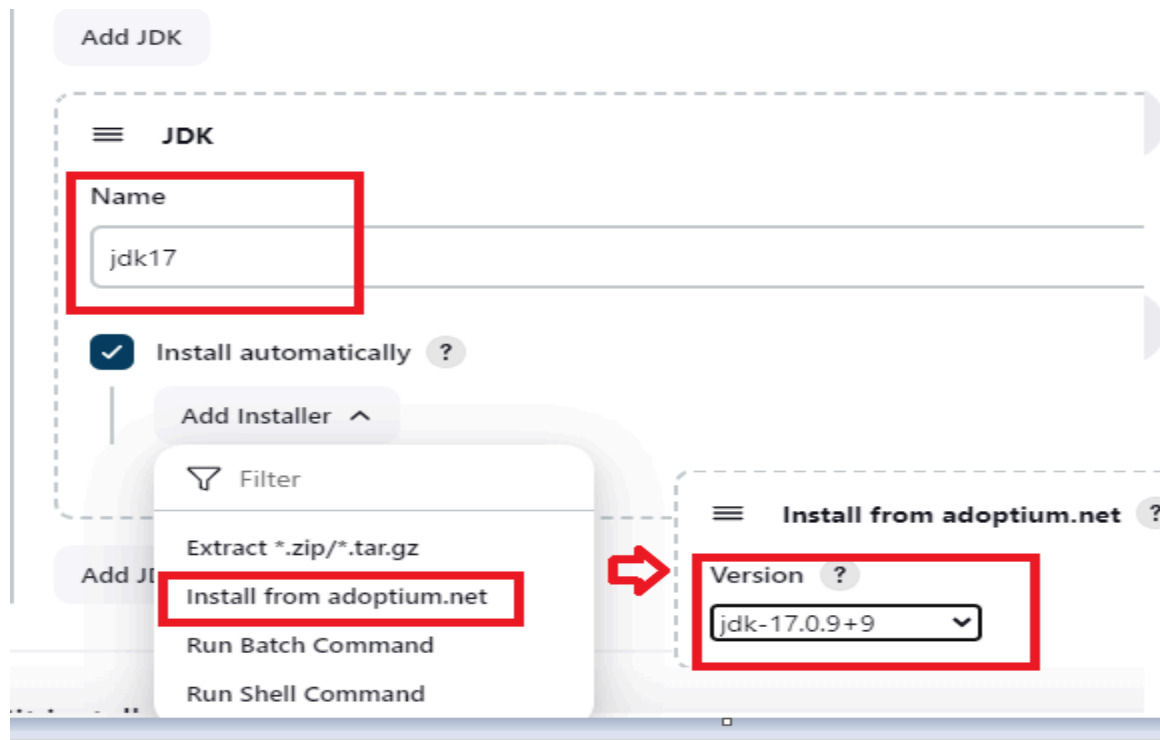 Add JDK
JDK
Name
jdk17
Install automatically ?
Add Installer
Filter
Extract *.zip/*.tar.gz
Install from adoptium.net
Run Batch Command
Run Shell Command
Add
Install from adoptium.net ?
Version ?
jdk-17.0.9+9